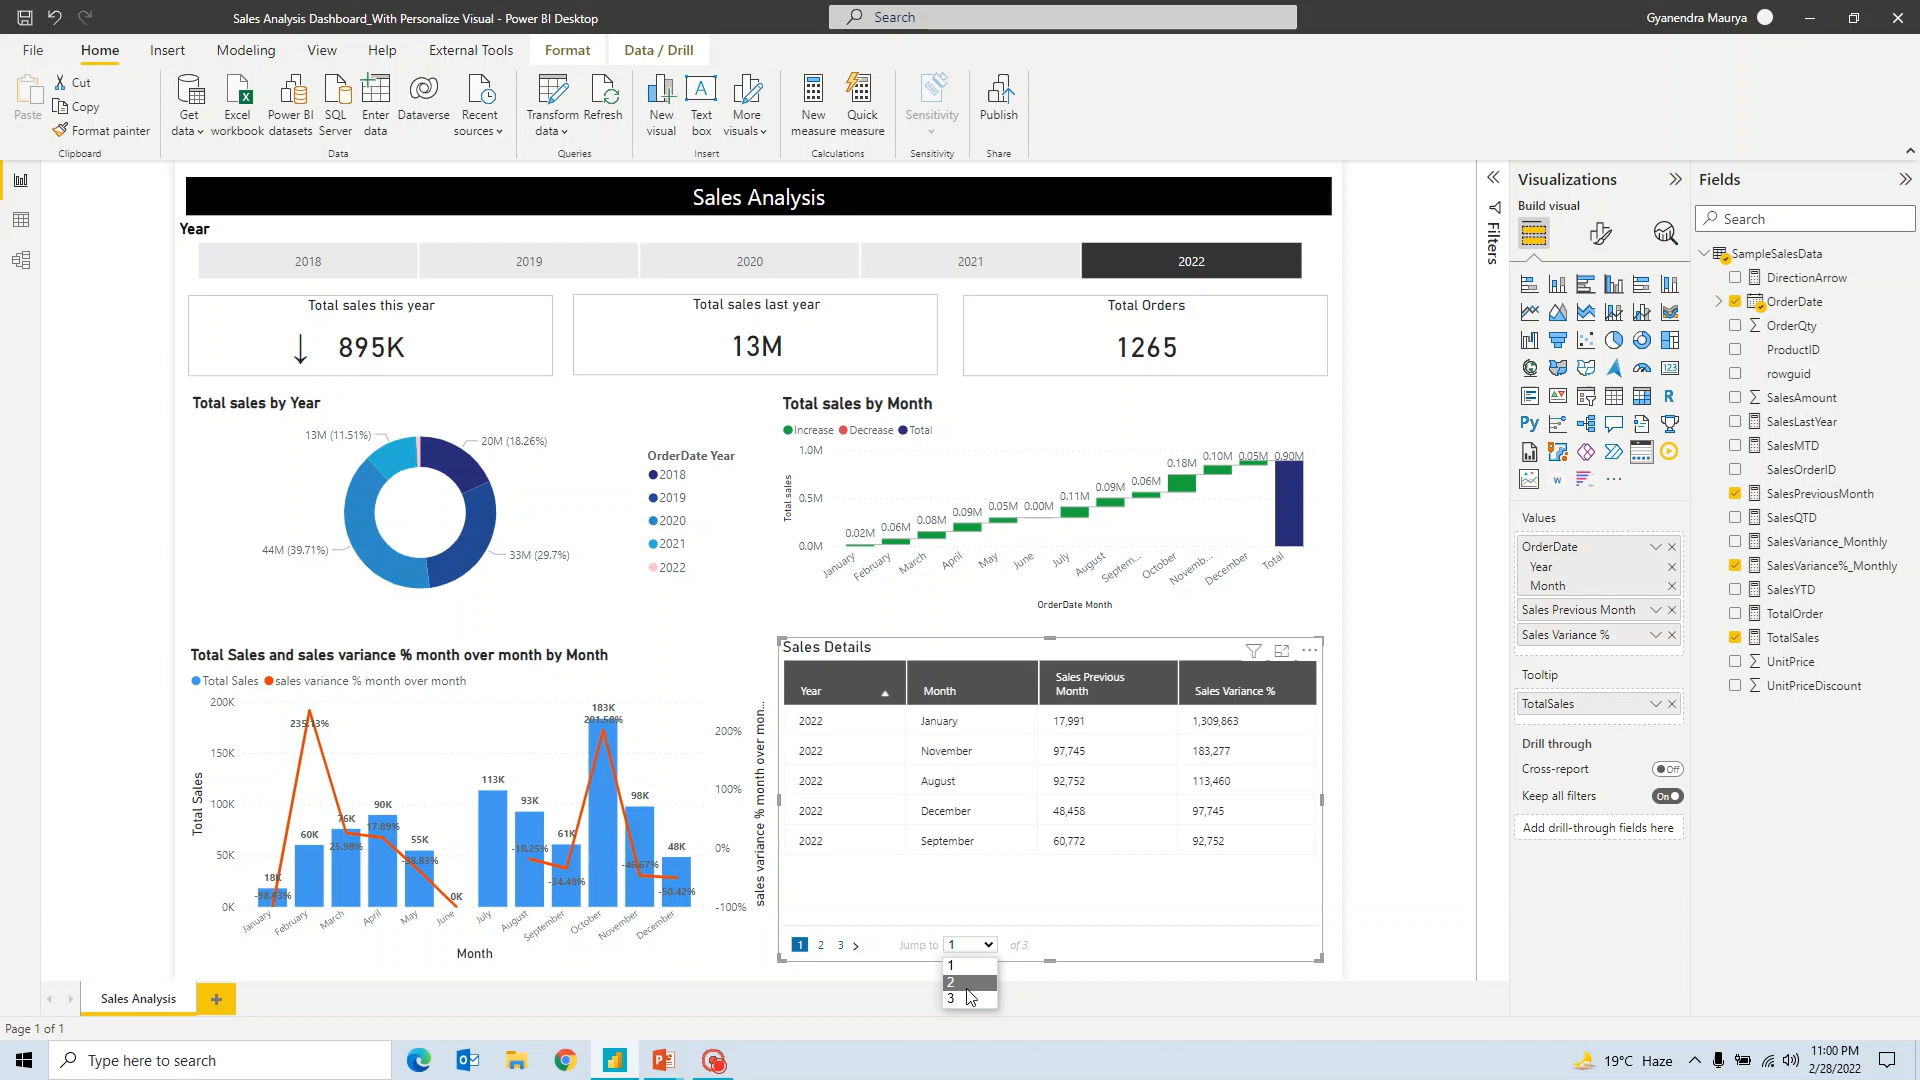 Sales Analysis Dashboard_With Personalize Visual - Power BI Desktop
Search
Gyanendra Maurya
File
Home
Insert
Modeling
View
Help
External Tools
Format
Data / Drill
Paste
Cut
Copy
Format painter
Clipboard
Get data
Excel workbook
Power BI datasets
SQL Server
Enter data
Dataverse
Recent sources
Data
Transform data
Refresh
Queries
New visual
Text box
More visuals
Insert
New measure
Quick measure
Calculations
Sensitivity
Sensitivity
Publish
Share
Sales Analysis
Year
2018
2019
2020
2021
2022
Total sales this year
↓ 895K
Total sales last year
13M
Total Orders
1265
Total sales by Year
13M (11.51%)
20M (18.26%)
44M (39.71%)
33M (29.7%)
OrderDate Year
2018
2019
2020
2021
2022
Total sales by Month
Increase Decrease Total
Total sales
1.0M
0.5M
0.0M
0.02M
0.06M
0.08M
0.09M
0.05M
0.00M
0.11M
0.09M
0.06M
0.18M
0.10M
0.05M
0.90M
January
February
March
April
May
June
July
August
Septem...
October
Novemb...
December
Total
OrderDate Month
Total Sales and sales variance % month over month by Month
Total Sales sales variance % month over month
Total Sales
200K
150K
100K
50K
0K
18K
60K
76K
90K
55K
0K
113K
93K
61K
183K
98K
48K
235.13%
25.98%
17.89%
-18.25%
-34.48%
201.58%
-46.67%
-50.42%
200%
100%
0%
-100%
sales variance % month over mon...
January
February
March
April
May
June
July
August
September
October
November
December
Month
Sales Details
Year Month Sales Previous Month Sales Variance %
2022 January 17,991 1,309,863
2022 November 97,745 183,277
2022 August 92,752 113,460
2022 December 48,458 97,745
2022 September 60,772 92,752
1 2 3 >
Jump to 1 of 3
1
2
3
Filters
Visualizations
Build visual
123
R
Py
Values
OrderDate
Year
Month
Sales Previous Month
Sales Variance %
Tooltip
TotalSales
Drill through
Cross-report
Off
Keep all filters
On
Add drill-through fields here
Fields
Search
SampleSalesData
DirectionArrow
OrderDate
OrderQty
ProductID
rowguid
SalesAmount
SalesLastYear
SalesMTD
SalesOrderID
SalesPreviousMonth
SalesQTD
SalesVariance_Monthly
SalesVariance%_Monthly
SalesYTD
TotalOrder
TotalSales
UnitPrice
UnitPriceDiscount
Sales Analysis
Page 1 of 1
Type here to search
19°C Haze
11:00 PM
2/28/2022